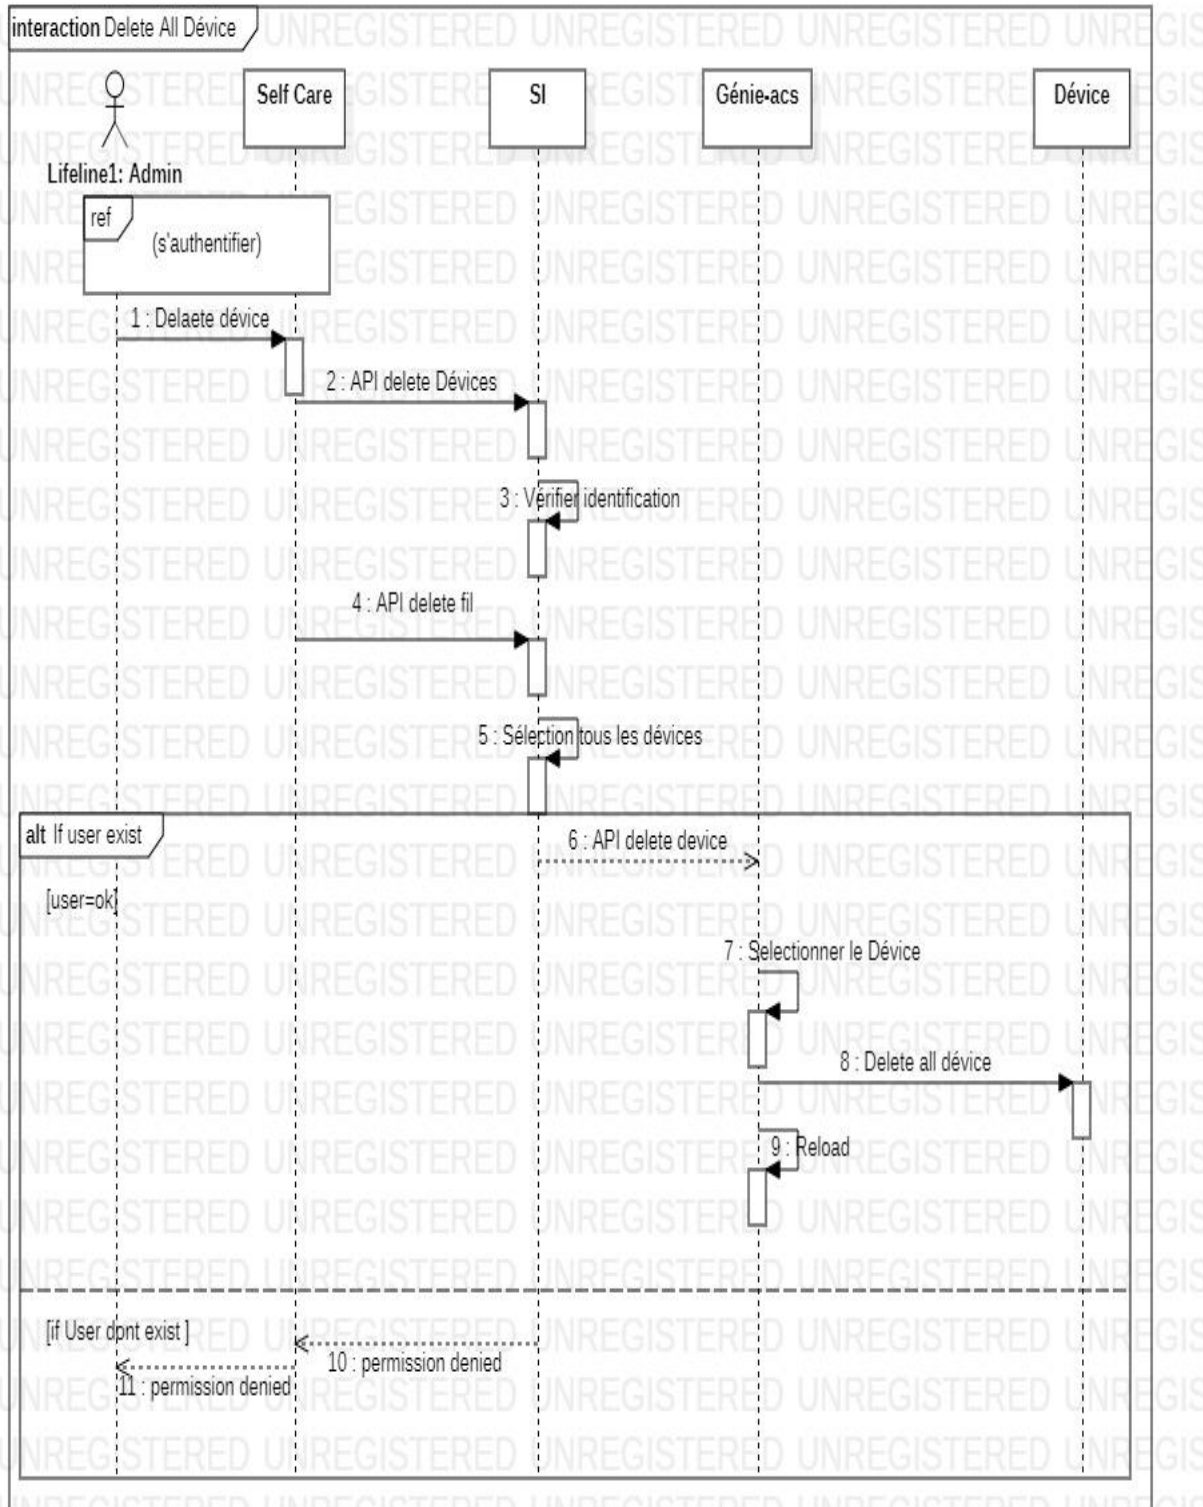 interaction Delete All Dévice
Self Care
SI
Génie-acs
Dévice
Lifeline1: Admin
ref
(s'authentifier)
1 : Delaete dévice
2 : API delete Dévices
3 : Vérifier identification
4 : API delete fil
5 : Sélection tous les dévices
alt If user exist
6 : API delete device
[user=ok]
7 : Selectionner le Dévice
8 : Delete all dévice
9 : Reload
[if User dont exist ]
10 : permission denied
11 : permission denied
UNREGISTERED